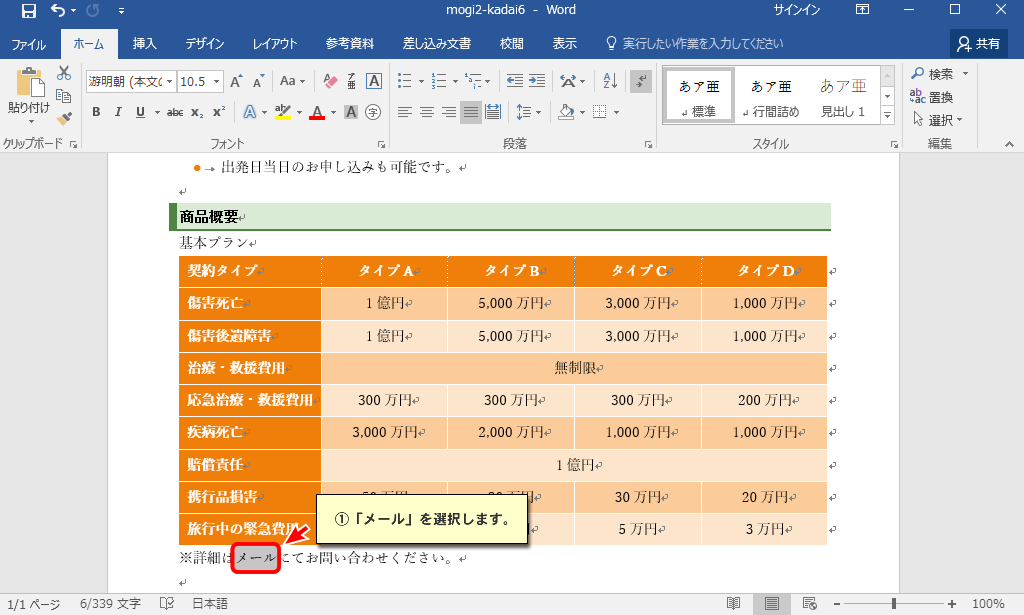 mogi2-kadai6 - Word
サインイン
ファイル ホーム 挿入 デザイン レイアウト 参考資料 差し込み文書 校閲 表示 実行したい作業を入力してください 共有
貼り付け
游明朝 (本文(
10.5
Aa
B I U abc x₂ x²
あア亜 あア亜 あア亜
標準 行間詰め 見出し 1
検索
置換
選択
クリップボード フォント 段落 スタイル 編集
出発日当日のお申し込みも可能です。
商品概要
基本プラン
契約タイプ タイプ A タイプ B タイプ C タイプ D
傷害死亡 1 億円 5,000 万円 3,000 万円 1,000 万円
傷害後遺障害 1 億円 5,000 万円 3,000 万円 1,000 万円
治療・救援費用 無制限
応急治療・救援費用 300 万円 300 万円 300 万円 200 万円
疾病死亡 3,000 万円 2,000 万円 1,000 万円 1,000 万円
賠償責任 1 億円
携行品損害 30 万円 20 万円
旅行中の緊急費用 5 万円 3 万円
①「メール」を選択します。
※詳細はメールにてお問い合わせください。
1/1 ページ 6/339 文字 日本語 100%